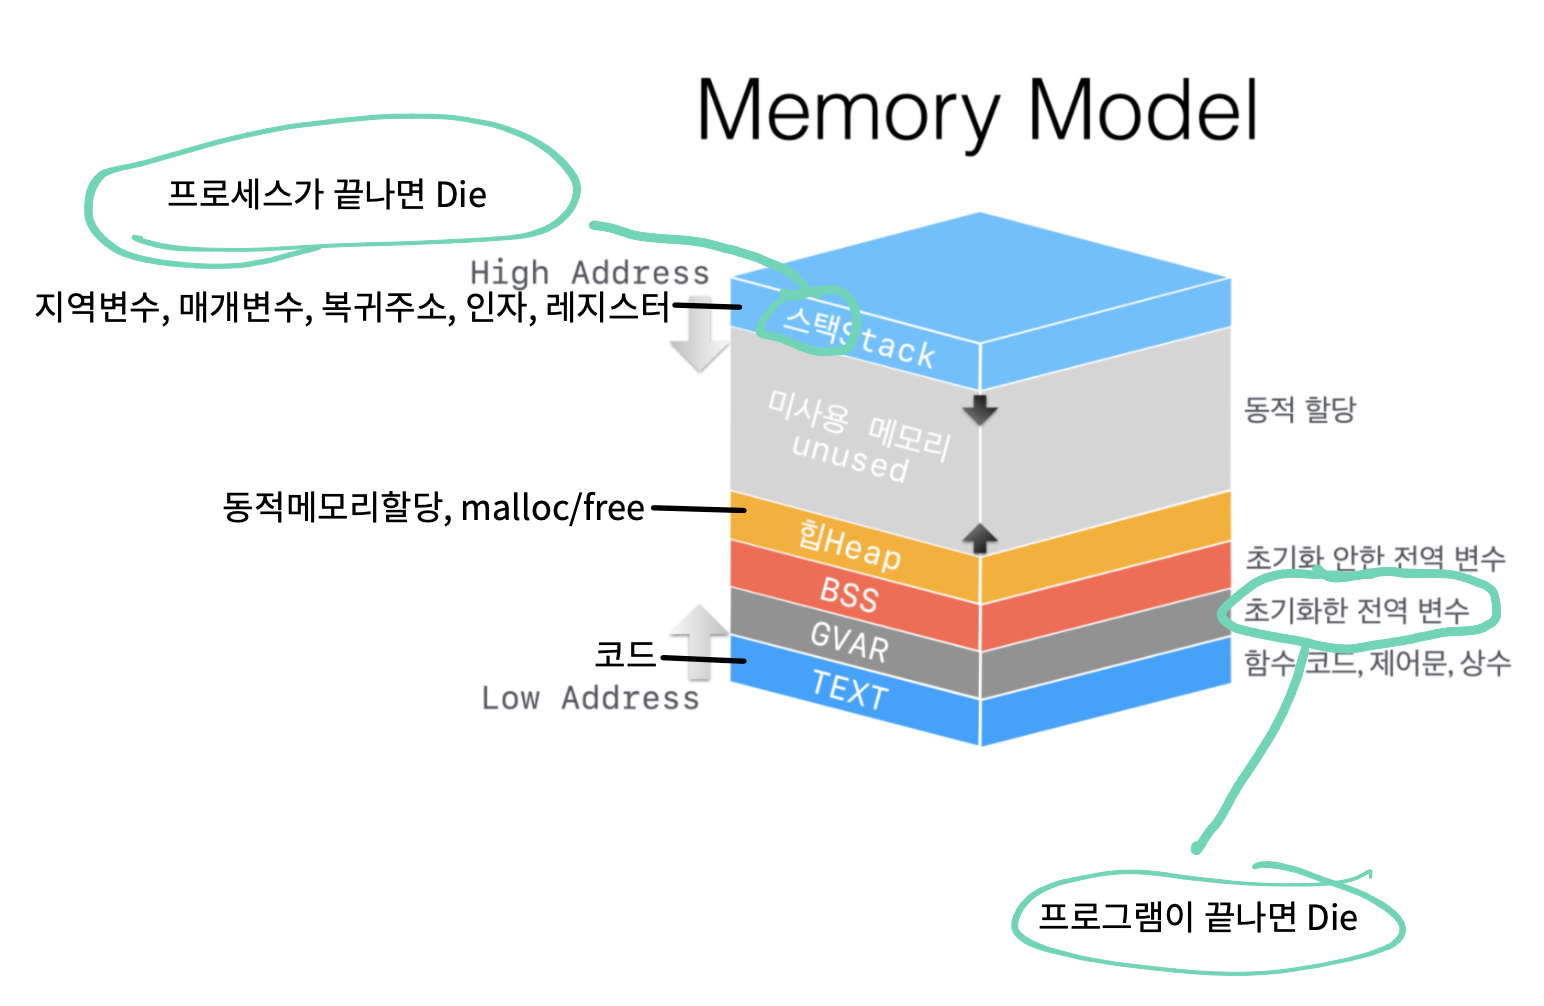 Memory Model
프로세스가 끝나면 Die
High Address
지역변수, 매개변수, 복귀주소, 인자, 레지스터
스택Stack
미사용 메모리
unused
동적 할당
동적메모리할당, malloc/free
힙Heap
초기화 안한 전역 변수
BSS
초기화한 전역 변수
GVAR
코드
함수 코드, 제어문, 상수
TEXT
Low Address
프로그램이 끝나면 Die